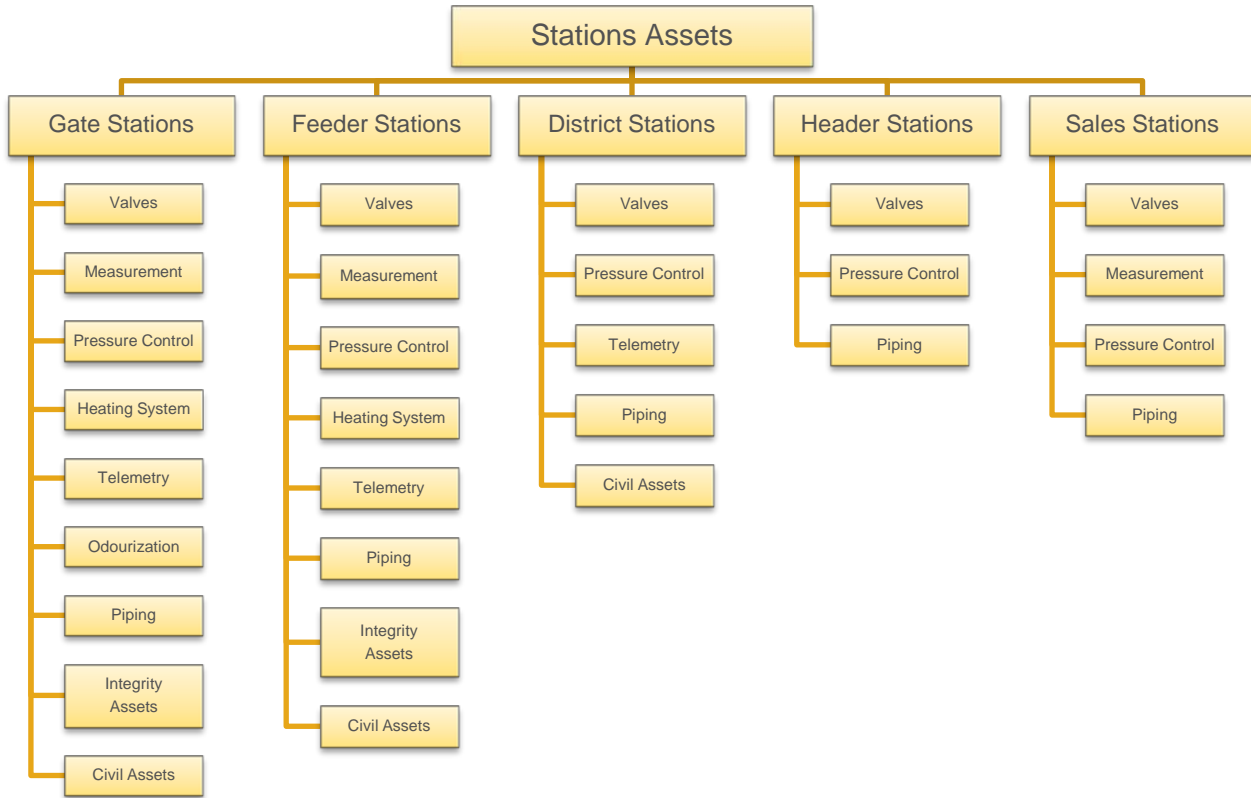 Stations Assets
Gate Stations
Feeder Stations
District Stations
Header Stations
Sales Stations
Valves
Measurement
Pressure Control
Heating System
Telemetry
Odourization
Piping
Integrity
Assets
Civil Assets
Valves
Measurement
Pressure Control
Heating System
Telemetry
Piping
Integrity
Assets
Civil Assets
Valves
Pressure Control
Telemetry
Piping
Civil Assets
Valves
Pressure Control
Piping
Valves
Measurement
Pressure Control
Piping